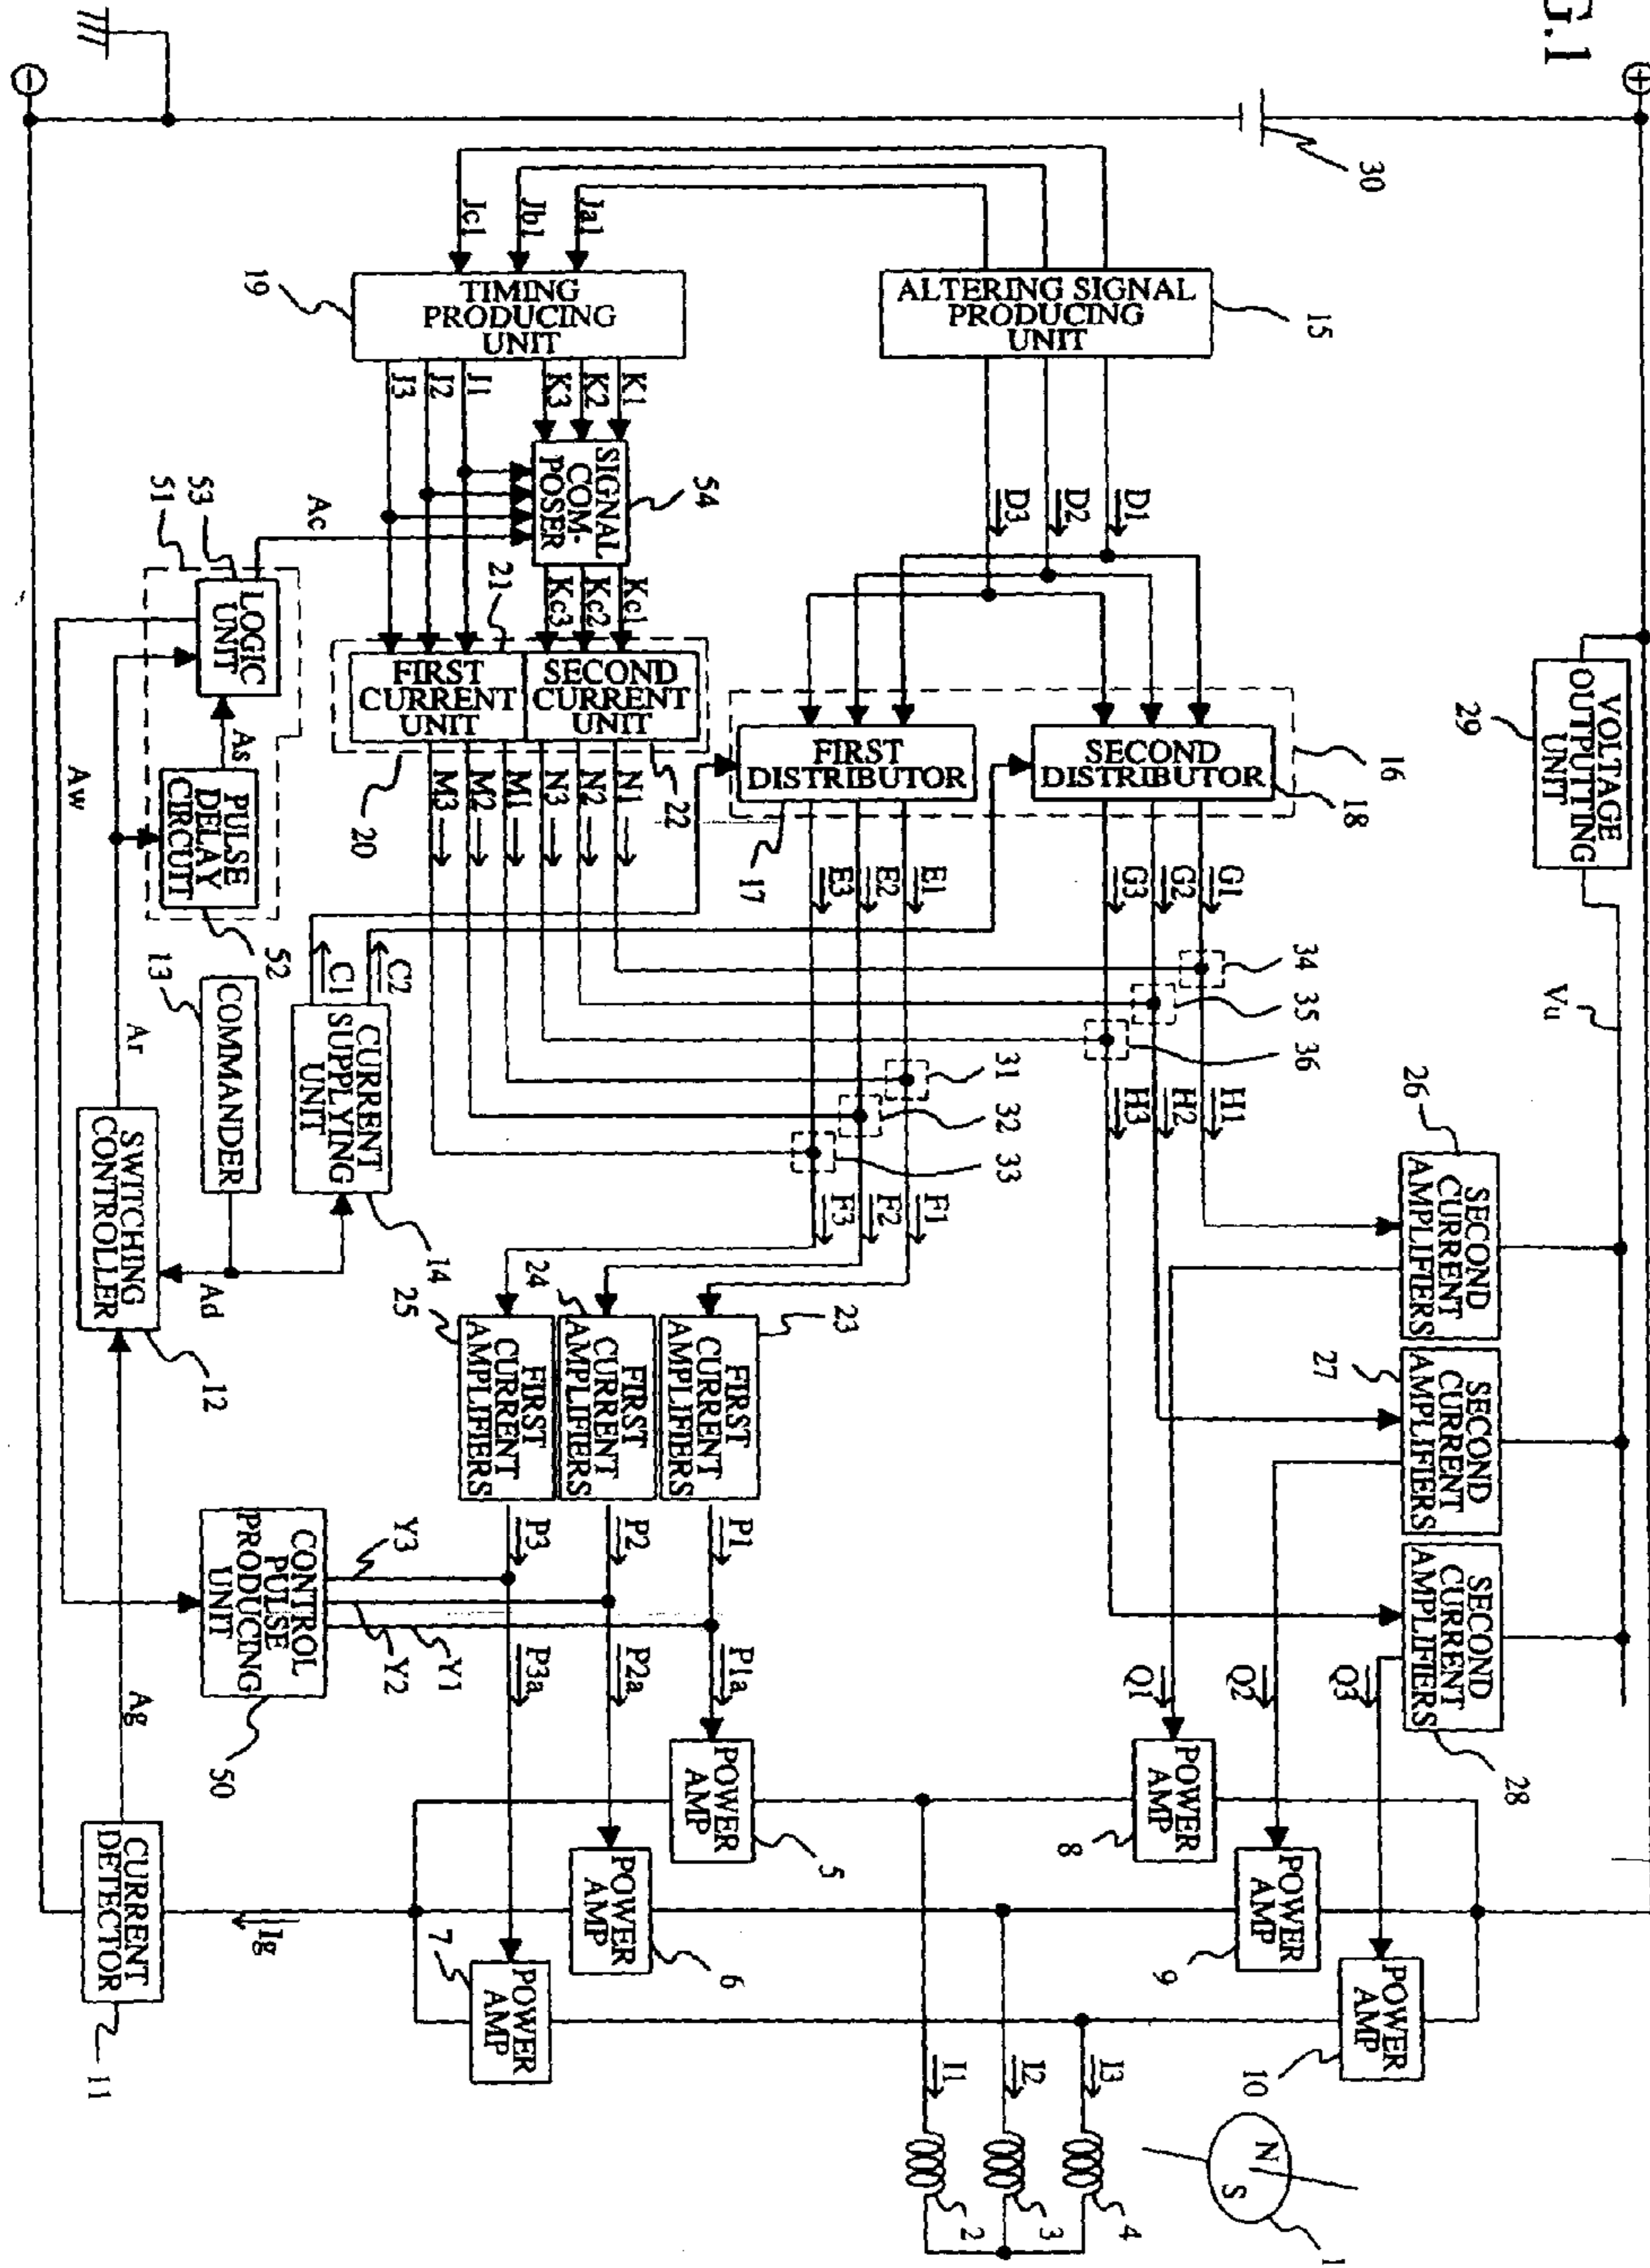 G.1
+
30
-
ALTERING SIGNAL
PRODUCING
UNIT
15
Ja1
Jb1
Jc1
TIMING
PRODUCING
UNIT
19
K1
K2
K3
J1
J2
J3
SIGNAL
COM-
POSER
54
Kc1
Kc2
Kc3
D1
D2
D3
FIRST
CURRENT
UNIT
SECOND
CURRENT
UNIT
21
22
20
FIRST
DISTRIBUTOR
SECOND
DISTRIBUTOR
16
17
18
VOLTAGE
OUTPUTTING
UNIT
29
Vu
LOGIC
UNIT
53
51
Ac
As
Aw
PULSE
DELAY
CIRCUIT
52
Ar
COMMANDER
13
CURRENT
SUPPLYING
UNIT
14
C1
C2
SWITCHING
CONTROLLER
12
Ad
Ag
M1
M2
M3
N1
N2
N3
E1
E2
E3
G1
G2
G3
34
35
36
31
32
33
H1
H2
H3
F1
F2
F3
SECOND
CURRENT
AMPLIFIERS
26
SECOND
CURRENT
AMPLIFIERS
27
SECOND
CURRENT
AMPLIFIERS
28
FIRST
CURRENT
AMPLIFIERS
23
FIRST
CURRENT
AMPLIFIERS
24
FIRST
CURRENT
AMPLIFIERS
25
P1
P2
P3
P1a
P2a
P3a
Q1
Q2
Q3
Y3
Y2
Y1
CONTROL
PULSE
PRODUCING
UNIT
50
POWER
AMP
8
POWER
AMP
9
POWER
AMP
10
POWER
AMP
5
POWER
AMP
6
POWER
AMP
7
Ig
CURRENT
DETECTOR
11
I1
I2
I3
2
3
4
N
S
1